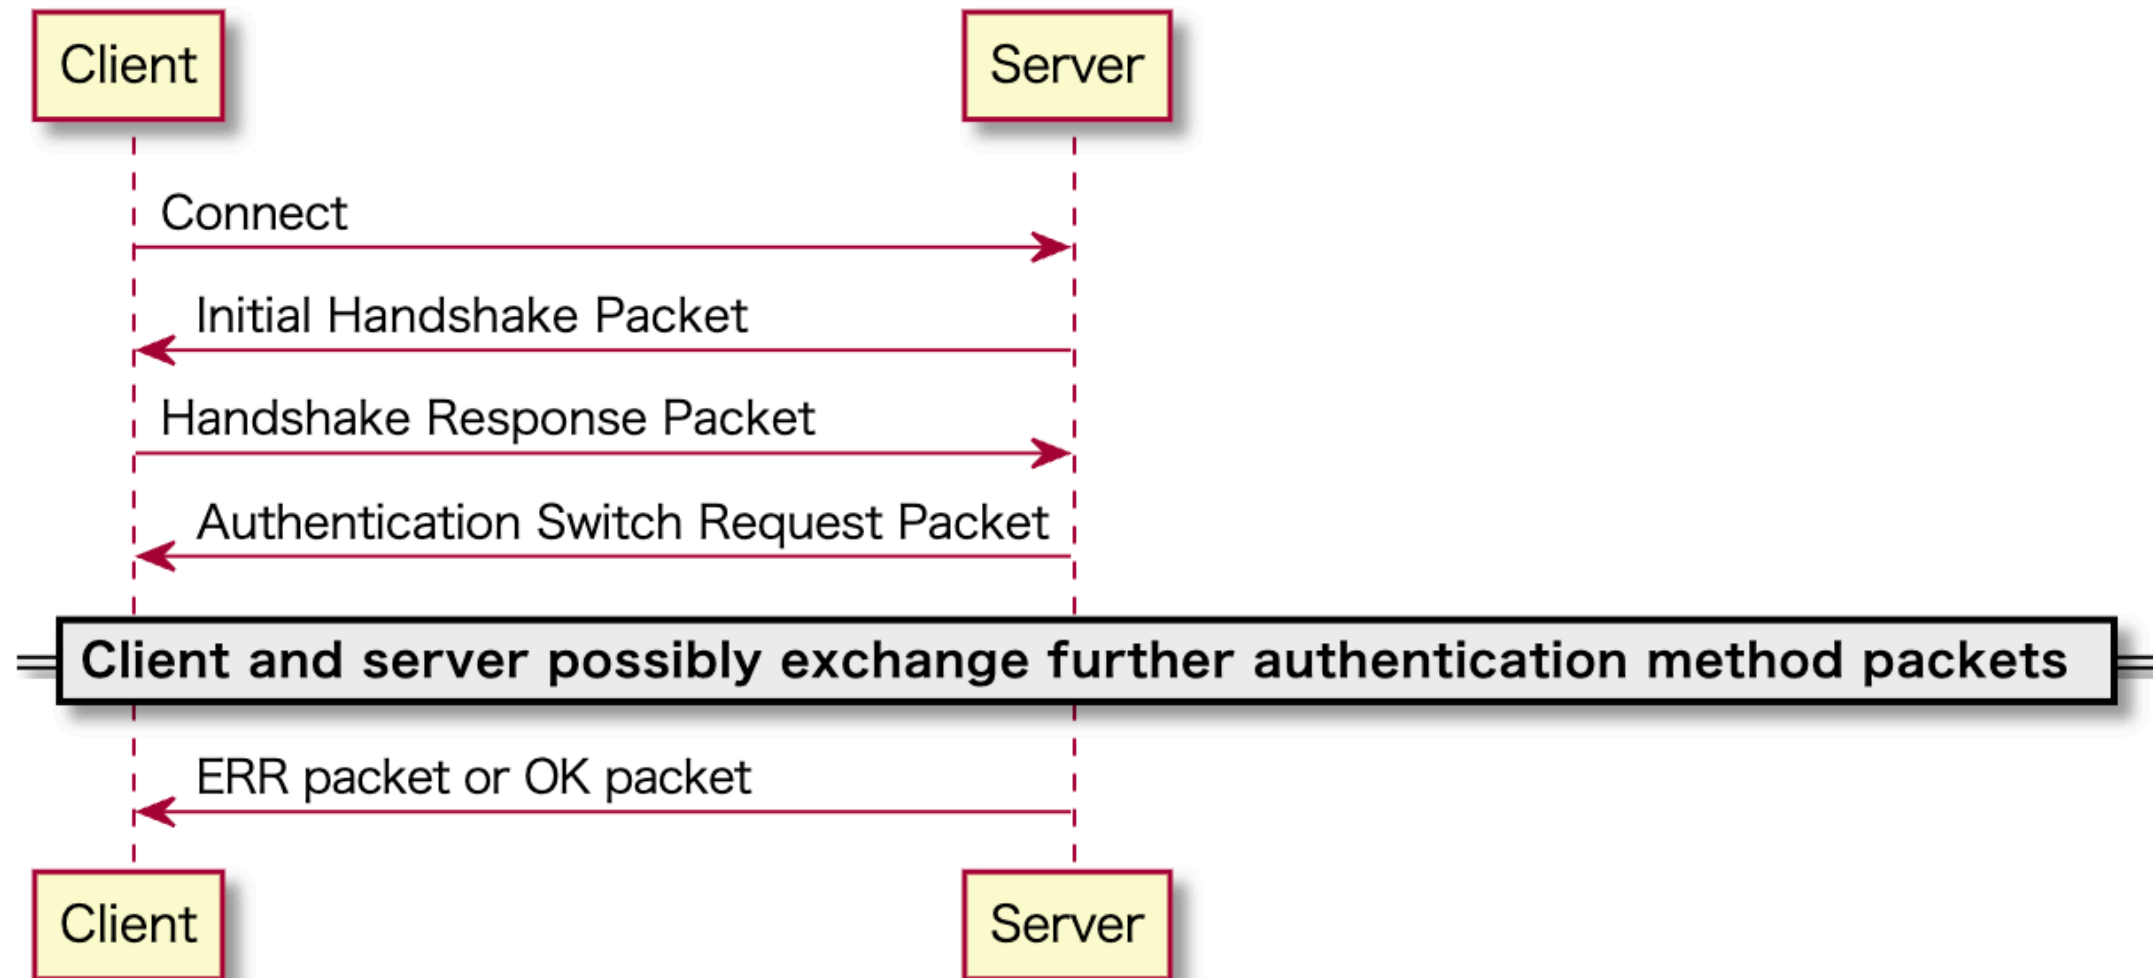 Client
Server
Connect
Initial Handshake Packet
Handshake Response Packet
Authentication Switch Request Packet
Client and server possibly exchange further authentication method packets
ERR packet or OK packet
Client
Server